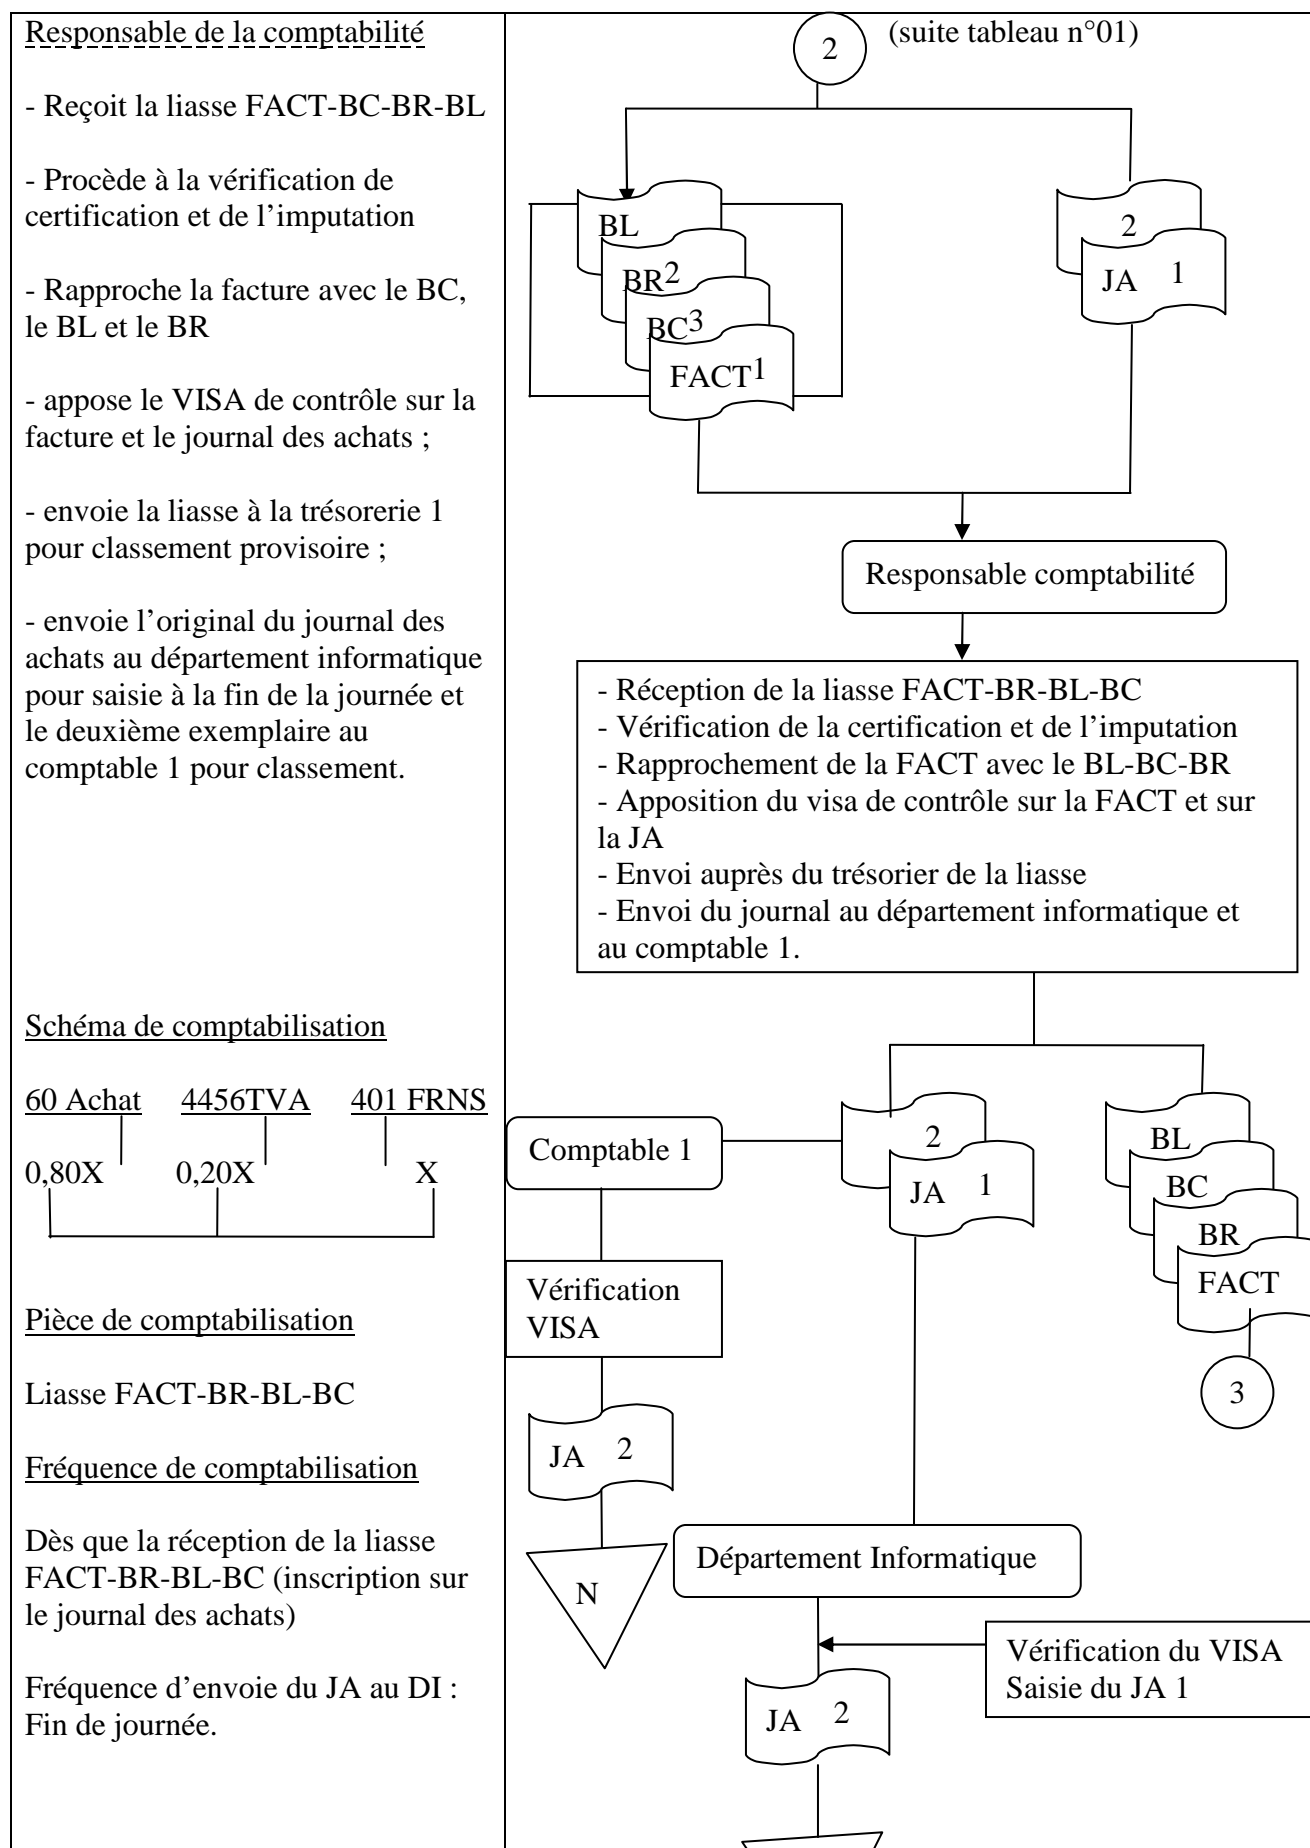 Responsable de la comptabilité
- Reçoit la liasse FACT-BC-BR-BL
- Procède à la vérification de
certification et de l'imputation
- Rapproche la facture avec le BC,
le BL et le BR
- appose le VISA de contrôle sur la
facture et le journal des achats ;
- envoie la liasse à la trésorerie 1
pour classement provisoire ;
- envoie l'original du journal des
achats au département informatique
pour saisie à la fin de la journée et
le deuxième exemplaire au
comptable 1 pour classement.
Schéma de comptabilisation
60 Achat 4456TVA 401 FRNS
0,80X 0,20X X
Pièce de comptabilisation
Liasse FACT-BR-BL-BC
Fréquence de comptabilisation
Dès que la réception de la liasse
FACT-BR-BL-BC (inscription sur
le journal des achats)
Fréquence d'envoie du JA au DI :
Fin de journée.
2 (suite tableau n°01)
BL
BR2
BC3
FACT1
2
JA 1
Responsable comptabilité
- Réception de la liasse FACT-BR-BL-BC
- Vérification de la certification et de l'imputation
- Rapprochement de la FACT avec le BL-BC-BR
- Apposition du visa de contrôle sur la FACT et sur
la JA
- Envoi auprès du trésorier de la liasse
- Envoi du journal au département informatique et
au comptable 1.
Comptable 1
2
JA 1
BL
BC
BR
FACT
3
Vérification
VISA
JA 2
N
Département Informatique
Vérification du VISA
Saisie du JA 1
JA 2